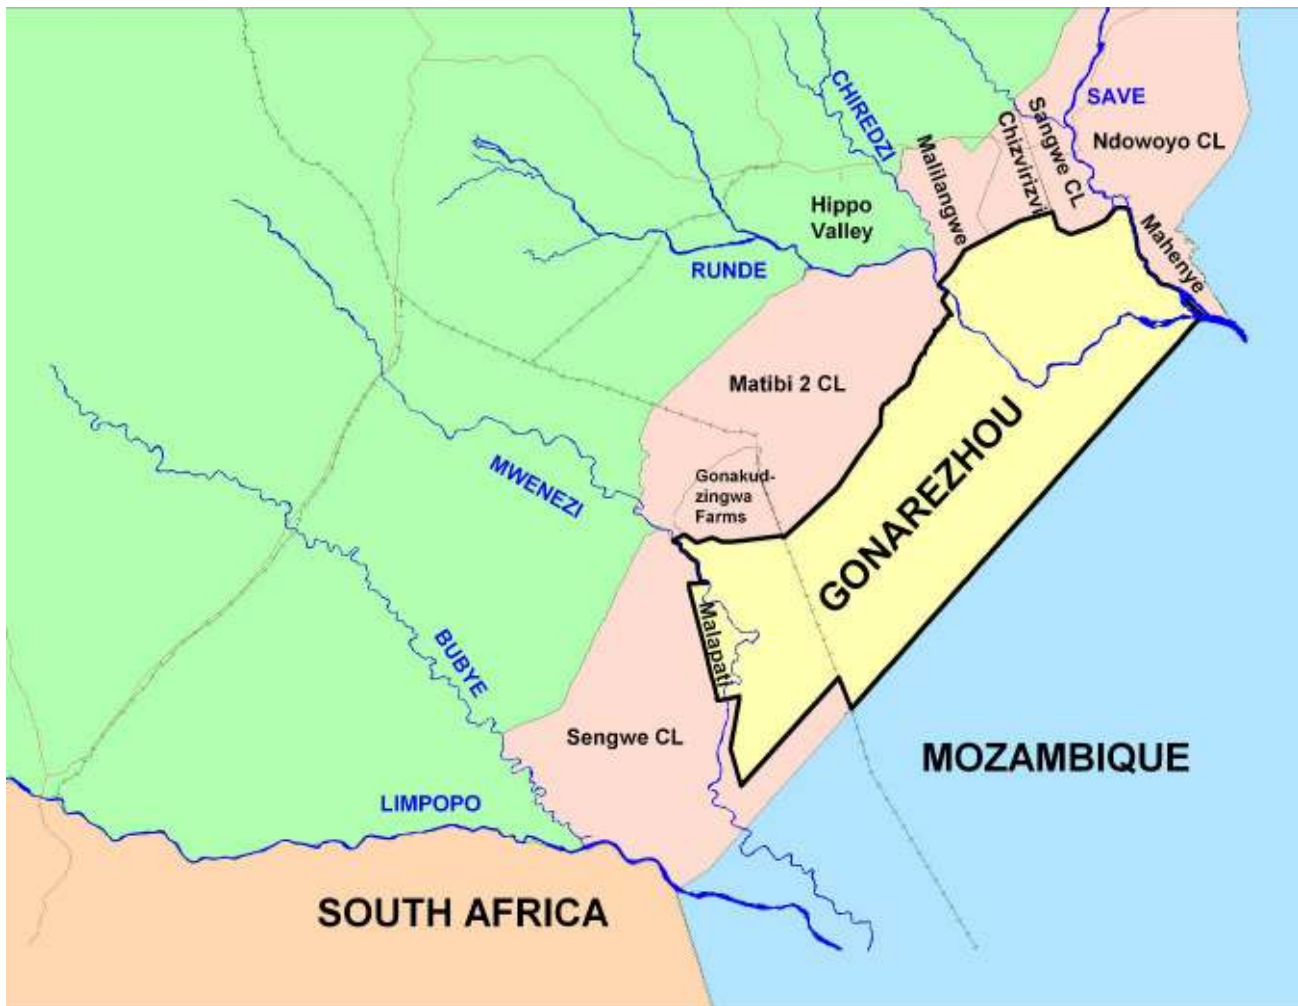 CHIREDZI
SAVE
Sangwe CL
Chizvirizvi
Malilangwe
Ndowoyo CL
Hippo
Valley
Mahenye
RUNDE
Matibi 2 CL
GONAREZHOU
MWENEZI
Gonakud-
zingwa
Farms
Malapati
BUBYE
Sengwe CL
MOZAMBIQUE
LIMPOPO
SOUTH AFRICA